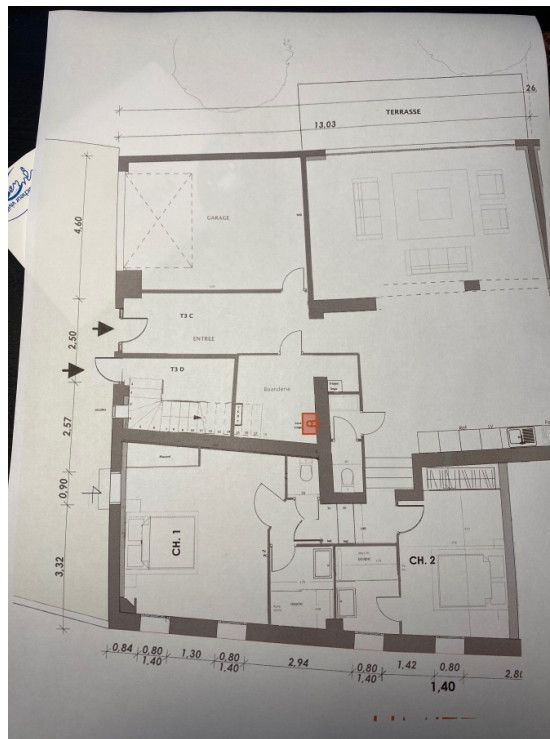 26,
TERRASSE
13,03
4,60
GARAGE
T3 C
ENTREE
2,50
T3 D
Buanderie
2,57
0,90
CH. 1
CH. 2
3,32
0,84
0,80
1,40
1,30
0,80
1,40
2,94
0,80
1,40
1,42
0,80
1,40
2,80